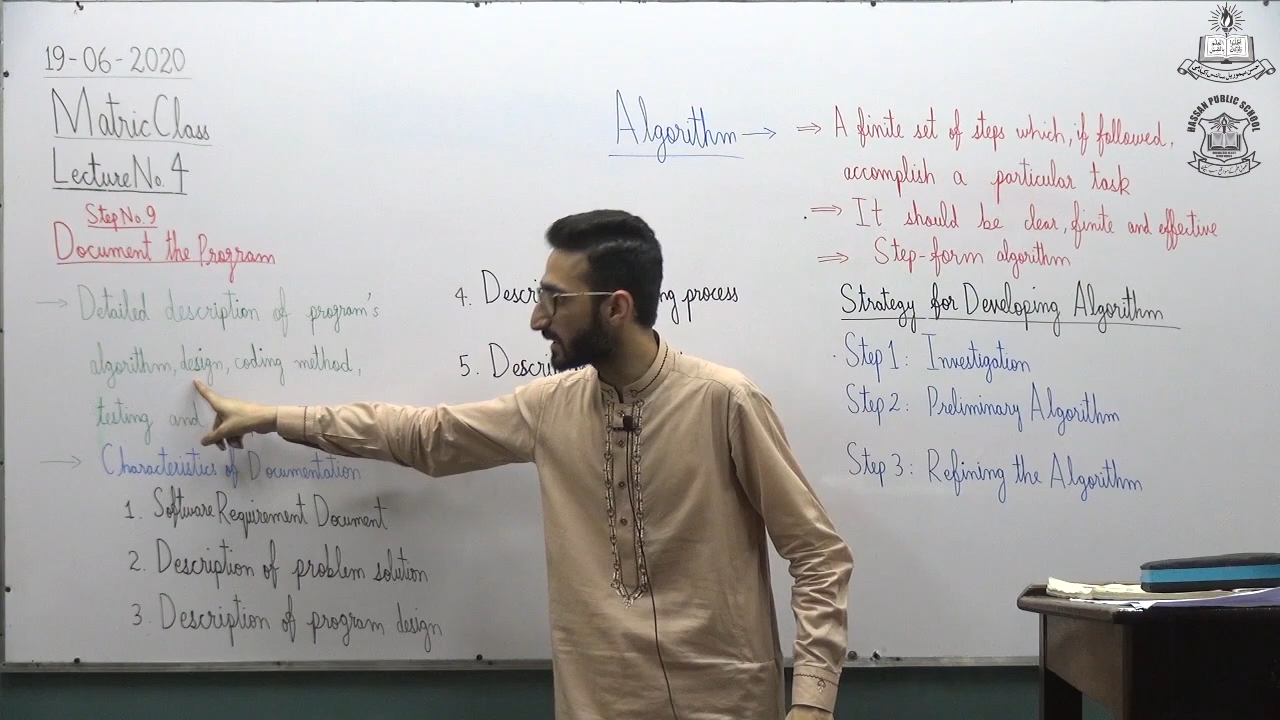 19-06-2020
Matric Class
Lecture No. 4
Step No. 9
Document the Program
→ Detailed description of program's
algorithm, design, coding method,
testing and
→ Characteristics of Documentation
1. Software Requirement Document
2. Description of problem solution
3. Description of program design
4. process
5.
Algorithm → ⇒ A finite set of steps which, if followed,
accomplish a particular task
⇒ It should be clear, finite and effective
⇒ Step-form algorithm
Strategy for Developing Algorithm
Step 1: Investigation
Step 2: Preliminary Algorithm
Step 3: Refining the Algorithm
HASSAN PUBLIC SCHOOL